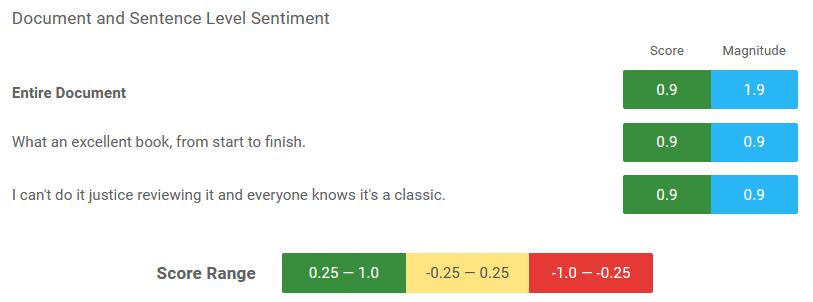 Document and Sentence Level Sentiment
Score Magnitude
Entire Document 0.9 1.9
What an excellent book, from start to finish. 0.9 0.9
I can't do it justice reviewing it and everyone knows it's a classic. 0.9 0.9
Score Range 0.25 — 1.0 -0.25 — 0.25 -1.0 — -0.25